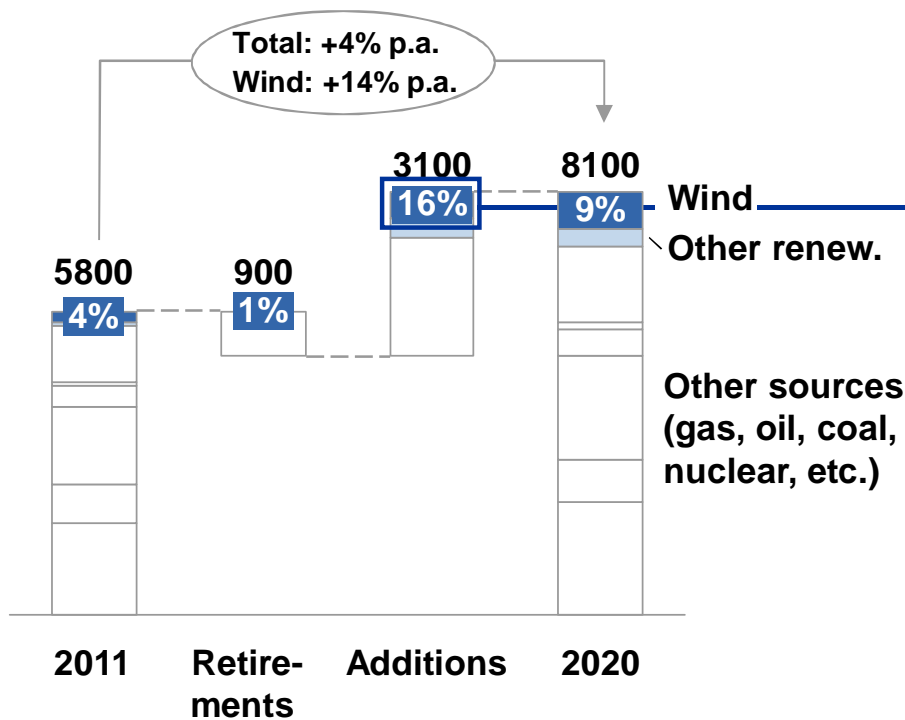 Total: +4% p.a.
Wind: +14% p.a.
5800
4%
900
1%
3100
16%
8100
9%
Wind
Other renew.
Other sources
(gas, oil, coal,
nuclear, etc.)
2011
Retire-
ments
Additions
2020